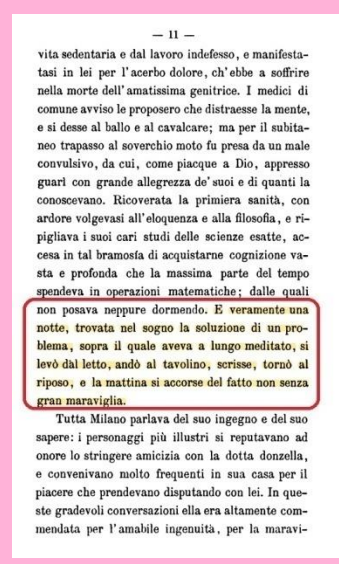 — 11 —
vita sedentaria e dal lavoro indefesso, e manifesta-
tasi in lei per l'acerbo dolore, ch'ebbe a soffrire
nella morte dell'amatissima genitrice. I medici di
comune avviso le proposero che distraesse la mente,
e si desse al ballo e al cavalcare; ma per il subita-
neo trapasso al soverchio moto fu presa da un male
convulsivo, da cui, come piacque a Dio, appresso
guarì con grande allegrezza de' suoi e di quanti la
conoscevano. Ricoverata la primiera sanità, con
ardore volgevasi all'eloquenza e alla filosofia, e ri-
pigliava i suoi cari studi delle scienze esatte, ac-
cesa in tal bramosia di acquistarne cognizione va-
sta e profonda che la massima parte del tempo
spendeva in operazioni matematiche; dalle quali
non posava neppure dormendo. E veramente una
notte, trovata nel sogno la soluzione di un pro-
blema, sopra il quale aveva a lungo meditato, si
levò dal letto, andò al tavolino, scrisse, tornò al
riposo, e la mattina si accorse del fatto non senza
gran maraviglia.
Tutta Milano parlava del suo ingegno e del suo
sapere: i personaggi più illustri si reputavano ad
onore lo stringere amicizia con la dotta donzella,
e convenivano molto frequenti in sua casa per il
piacere che prendevano disputando con lei. In que-
ste gradevoli conversazioni ella era altamente com-
mendata per l'amabile ingenuità, per la maravi-